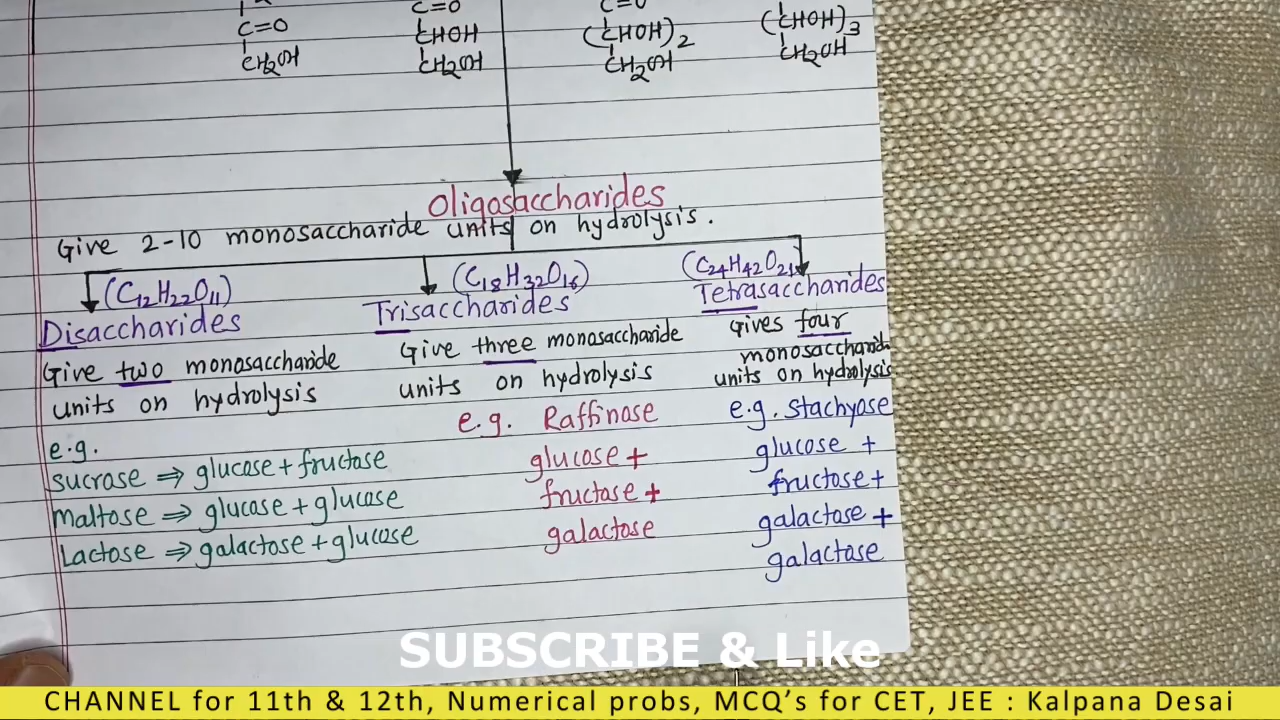 C=O C=O C=O (CHOH)3
CH2OH CHOH (CHOH)2 CH2OH
CH2OH CH2OH
Oligosaccharides
Give 2-10 monosaccharide units on hydrolysis.
(C12H22O11) (C18H32O16) (C24H42O21)
Disaccharides Trisaccharides Tetrasaccharides
Give two monosaccharide
units on hydrolysis
e.g.
sucrose ⇒ glucose + fructose
Maltose ⇒ glucose + glucose
Lactose ⇒ galactose + glucose
Give three monosaccharide
units on hydrolysis
e.g. Raffinose
glucose +
fructose +
galactose
Gives four
monosaccharide
units on hydrolysis
e.g. Stachyose
glucose +
fructose +
galactose +
galactose
SUBSCRIBE & Like
CHANNEL for 11th & 12th, Numerical probs, MCQ’s for CET, JEE : Kalpana Desai